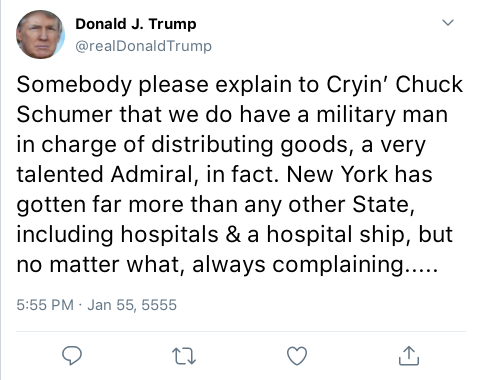 Donald J. Trump
@realDonaldTrump
Somebody please explain to Cryin’ Chuck
Schumer that we do have a military man
in charge of distributing goods, a very
talented Admiral, in fact. New York has
gotten far more than any other State,
including hospitals & a hospital ship, but
no matter what, always complaining.....
5:55 PM · Jan 55, 5555